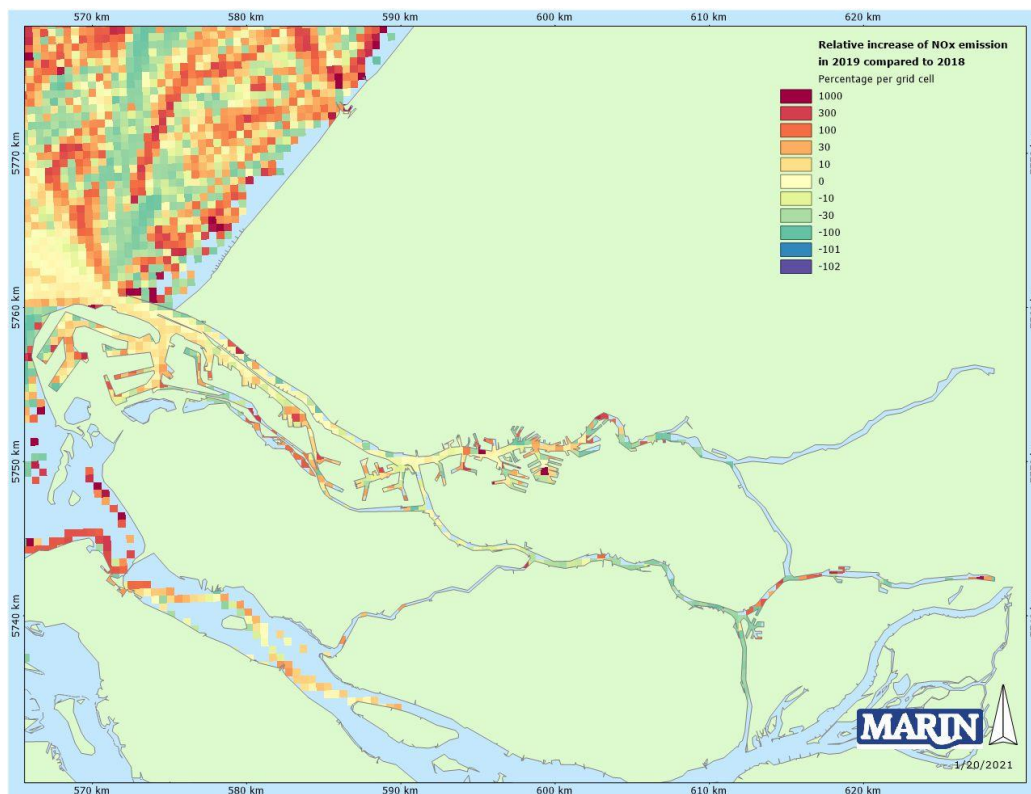 570 km 580 km 590 km 600 km 610 km 620 km
Relative increase of NOx emission
in 2019 compared to 2018
Percentage per grid cell
1000
300
100
30
10
0
-10
-30
-100
-101
-102
5770 km
5760 km
5750 km
5740 km
MARIN
1/20/2021
570 km 580 km 590 km 600 km 610 km 620 km